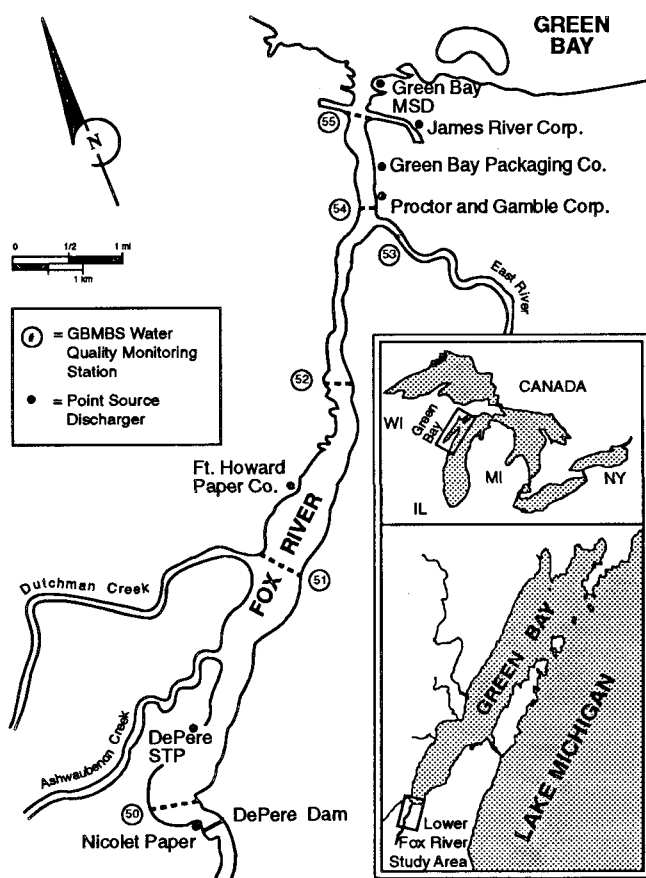 GREEN
BAY
Green Bay
MSD
55
James River Corp.
Green Bay Packaging Co.
Proctor and Gamble Corp.
54
53
East River
N
0 1/2 1 mi
1 km
# = GBMBS Water
Quality Monitoring
Station
= Point Source
Discharger
52
Ft. Howard
Paper Co.
FOX RIVER
51
Dutchman Creek
Ashwaubenon Creek
DePere
STP
50
DePere Dam
Nicolet Paper
CANADA
WI
Green
Bay
MI
NY
IL
GREEN BAY
LAKE MICHIGAN
Lower
Fox River
Study Area